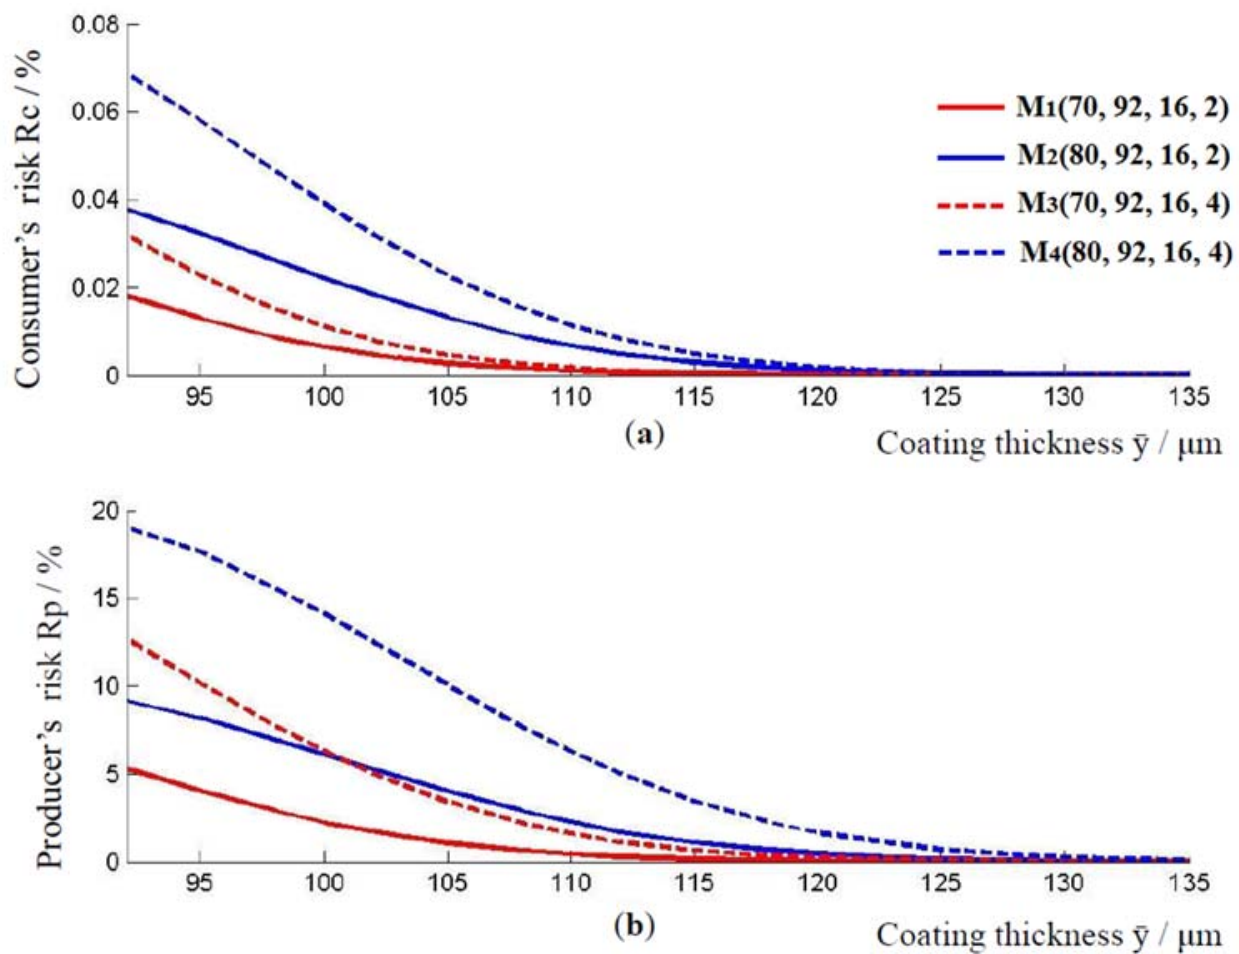 Consumer's risk Rc / %
0.08
0.06
0.04
0.02
0
M1(70, 92, 16, 2)
M2(80, 92, 16, 2)
M3(70, 92, 16, 4)
M4(80, 92, 16, 4)
95 100 105 110 115 120 125 130 135
(a)
Coating thickness ȳ / μm
Producer's risk Rp / %
20
15
10
5
0
95 100 105 110 115 120 125 130 135
(b)
Coating thickness ȳ / μm